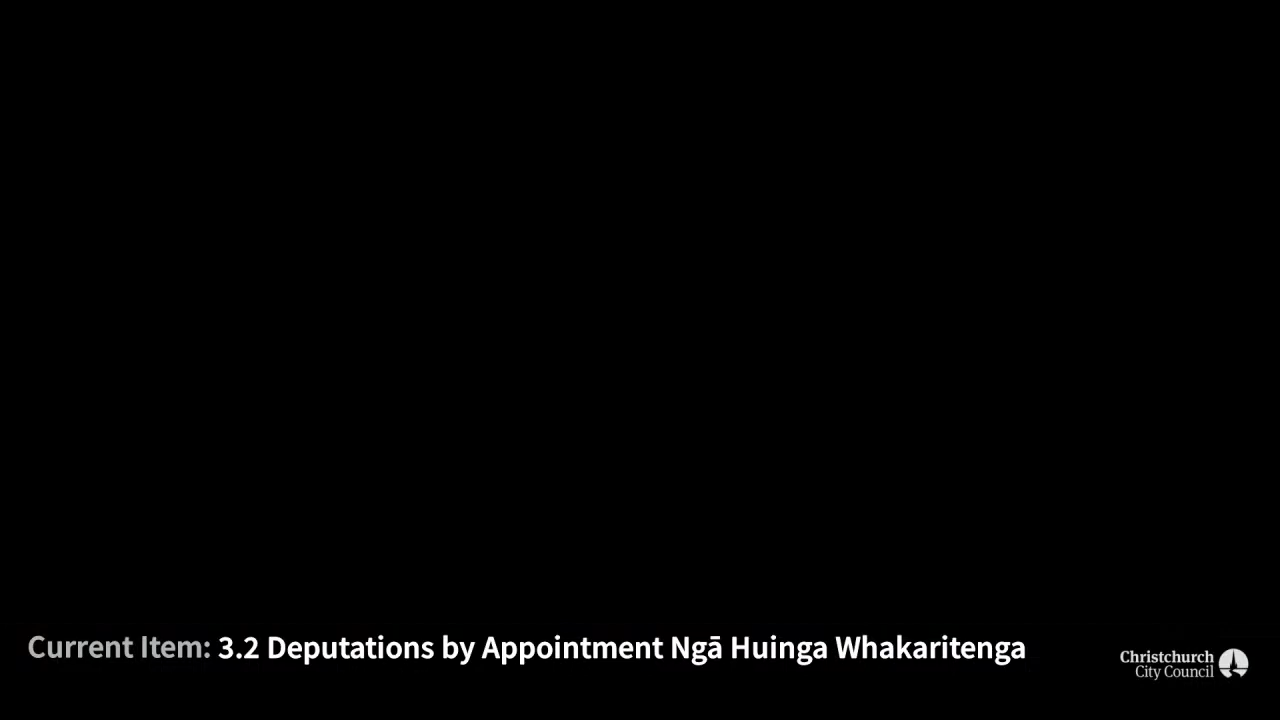 Current Item: 3.2 Deputations by Appointment Ngā Huinga Whakaritenga
Christchurch
City Council